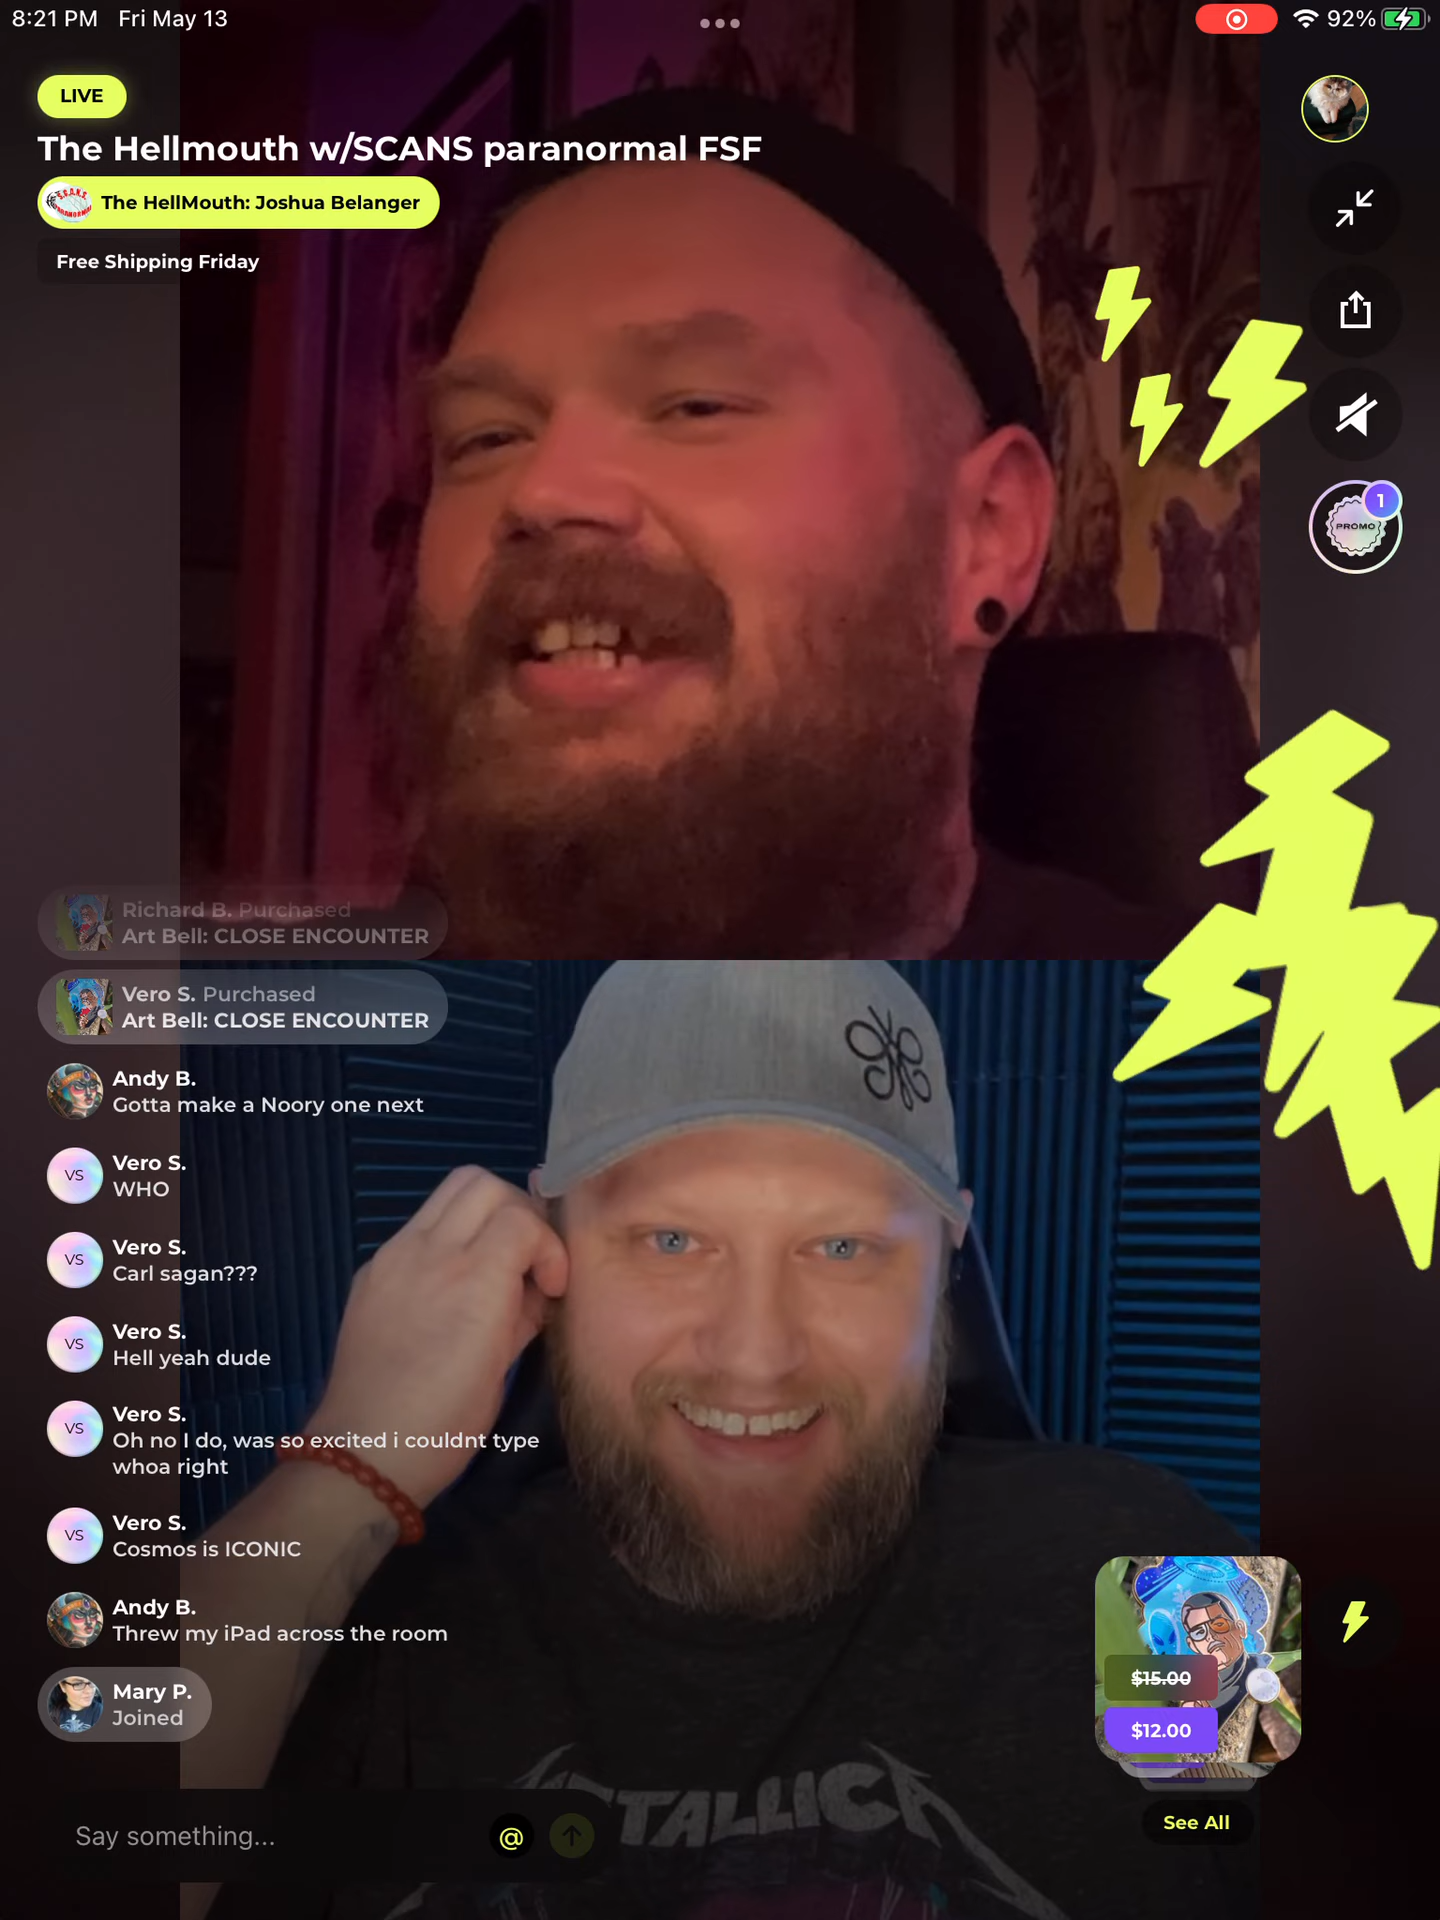 8:21 PM Fri May 13
92%
LIVE
The Hellmouth w/SCANS paranormal FSF
The HellMouth: Joshua Belanger
Free Shipping Friday
1
PROMO
Richard B. Purchased
Art Bell: CLOSE ENCOUNTER
Vero S. Purchased
Art Bell: CLOSE ENCOUNTER
Andy B.
Gotta make a Noory one next
VS
Vero S.
WHO
VS
Vero S.
Carl sagan???
VS
Vero S.
Hell yeah dude
VS
Vero S.
Oh no I do, was so excited i couldnt type
whoa right
VS
Vero S.
Cosmos is ICONIC
Andy B.
Threw my iPad across the room
Mary P.
Joined
$15.00
$12.00
See All
Say something...
@